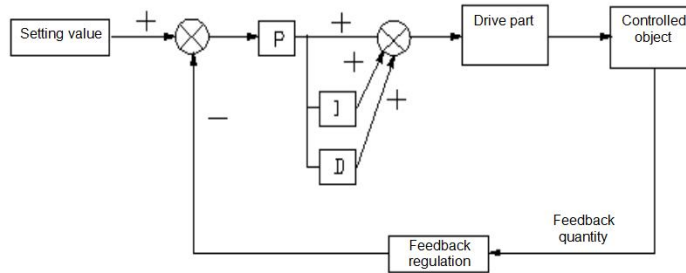 Setting value
+
P
+
Drive part
Controlled
object
+
+
I
D
−
Feedback
quantity
Feedback
regulation